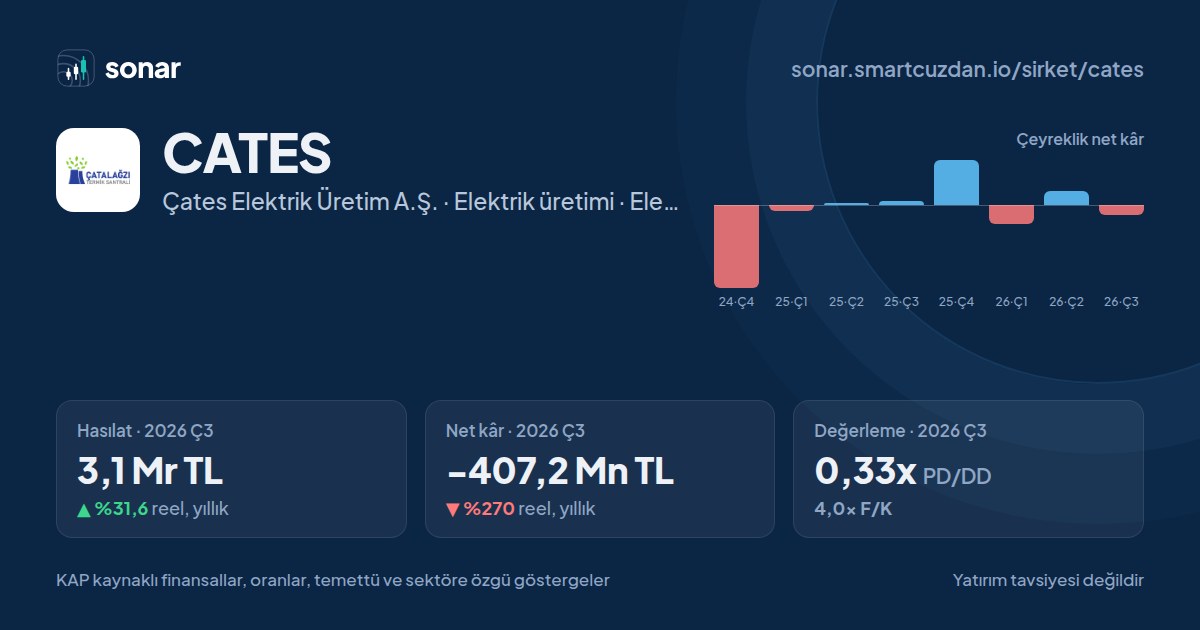 sonar
sonar.smartcuzdan.io/sirket/cates
ÇATALAĞZI
TERMİK SANTRALİ
CATES
Çates Elektrik Üretim A.Ş. · Elektrik üretimi · Ele...
Çeyreklik net kâr
24-Ç4 25-Ç1 25-Ç2 25-Ç3 25-Ç4 26-Ç1 26-Ç2 26-Ç3
Hasılat · 2026 Ç3
3,1 Mr TL
▲ %31,6 reel, yıllık
Net kâr · 2026 Ç3
−407,2 Mn TL
▼ %270 reel, yıllık
Değerleme · 2026 Ç3
0,33x PD/DD
4,0x F/K
KAP kaynaklı finansallar, oranlar, temettü ve sektöre özgü göstergeler
Yatırım tavsiyesi değildir